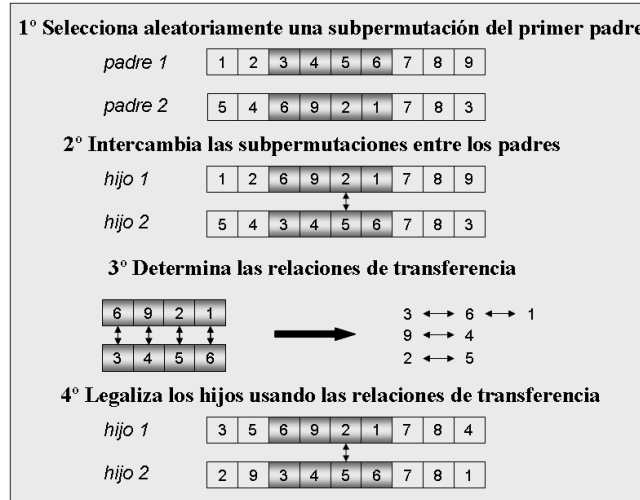 1º Selecciona aleatoriamente una subpermutación del primer padre
padre 1 1 2 3 4 5 6 7 8 9
padre 2 5 4 6 9 2 1 7 8 3
2º Intercambia las subpermutaciones entre los padres
hijo 1 1 2 6 9 2 1 7 8 9
hijo 2 5 4 3 4 5 6 7 8 3
3º Determina las relaciones de transferencia
6 9 2 1
3 4 5 6
3 6 1
9 4
2 5
4º Legaliza los hijos usando las relaciones de transferencia
hijo 1 3 5 6 9 2 1 7 8 4
hijo 2 2 9 3 4 5 6 7 8 1